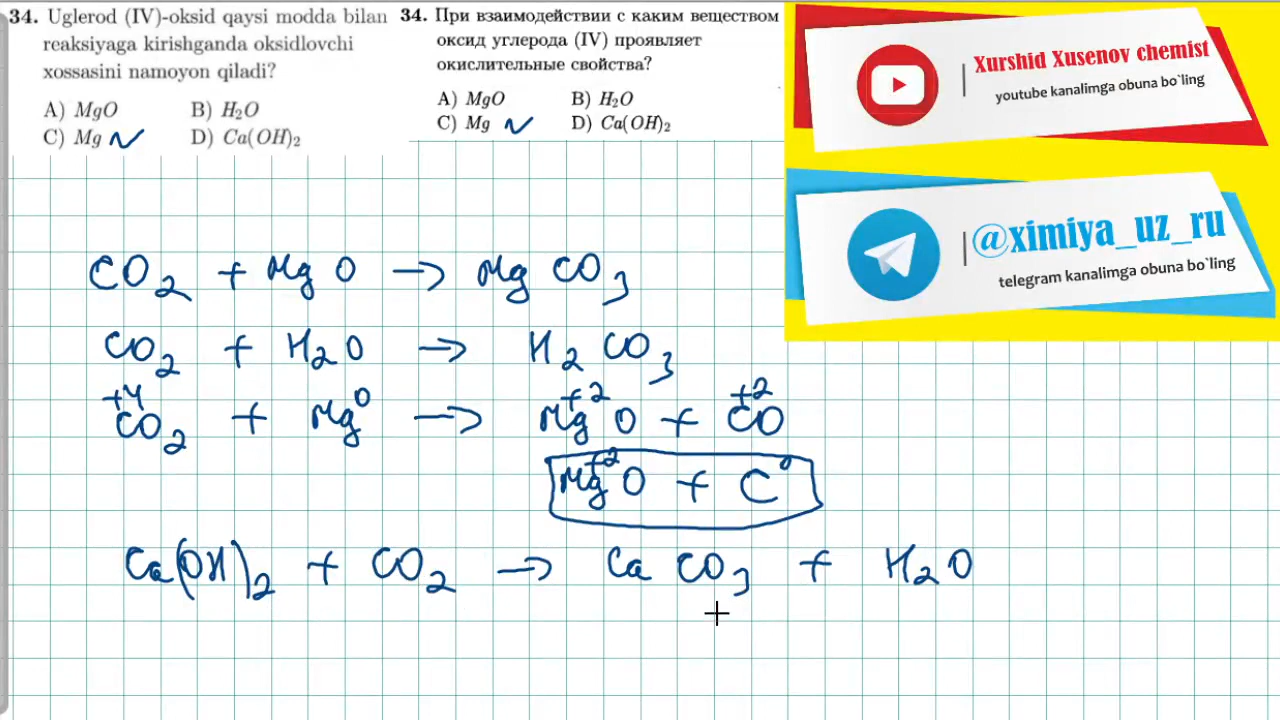 34. Uglerod (IV)-oksid qaysi modda bilan
reaksiyaga kirishganda oksidlovchi
xossasini namoyon qiladi?
A) MgO B) H₂O
C) Mg D) Ca(OH)₂
34. При взаимодействии с каким веществом
оксид углерода (IV) проявляет
окислительные свойства?
A) MgO B) H₂O
C) Mg D) Ca(OH)₂
Xurshid Xusenov chemist
youtube kanalimga obuna bo`ling
@ximiya_uz_ru
telegram kanalimga obuna bo`ling
CO₂ + MgO → MgCO₃
CO₂ + H₂O → H₂CO₃
C⁺⁴O₂ + Mg⁰ → Mg⁺²O + C⁺²O
Mg⁺²O + C⁰
Ca(OH)₂ + CO₂ → CaCO₃ + H₂O